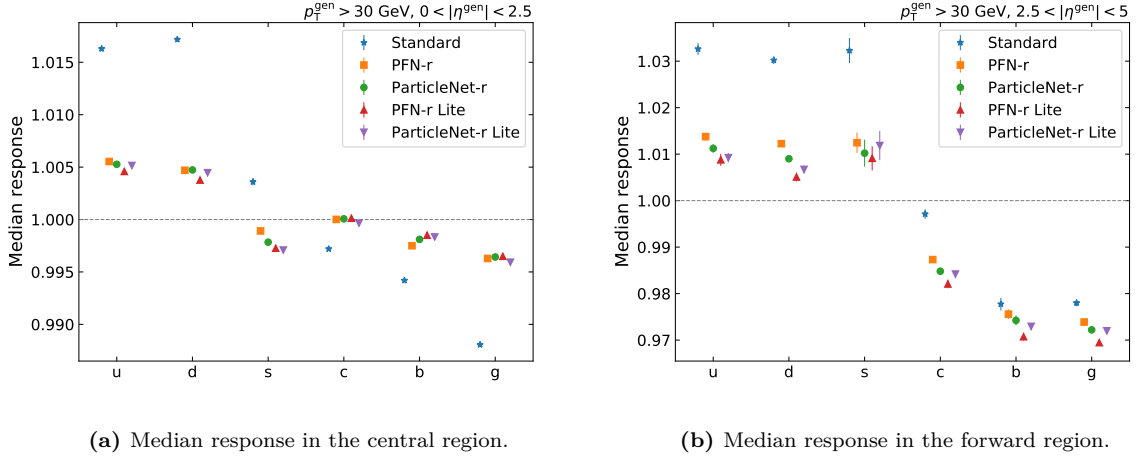 p_T^gen > 30 GeV, 0 < |η^gen| < 2.5
Median response
1.015
1.010
1.005
1.000
0.995
0.990
Standard
PFN-r
ParticleNet-r
PFN-r Lite
ParticleNet-r Lite
u d s c b g
(a) Median response in the central region.
p_T^gen > 30 GeV, 2.5 < |η^gen| < 5
Median response
1.03
1.02
1.01
1.00
0.99
0.98
0.97
Standard
PFN-r
ParticleNet-r
PFN-r Lite
ParticleNet-r Lite
u d s c b g
(b) Median response in the forward region.